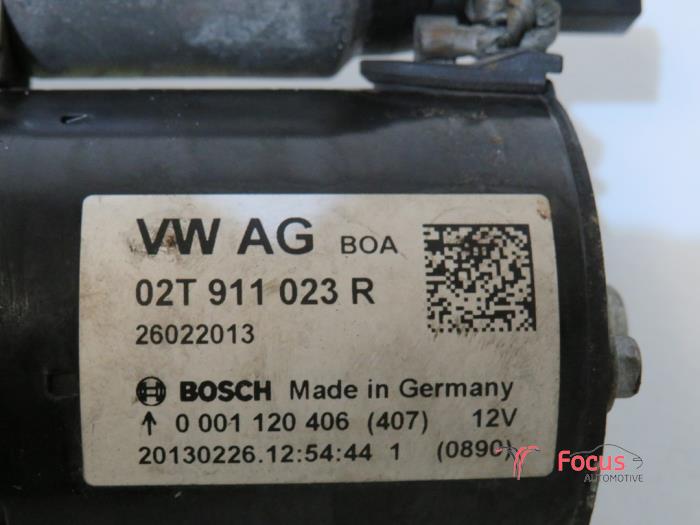 VW AG BOA
02T 911 023 R
26022013
BOSCH Made in Germany
↑ 0 001 120 406 (407) 12V
20130226.12:54:44 1 (0890)
Focus
AUTOMOTIVE